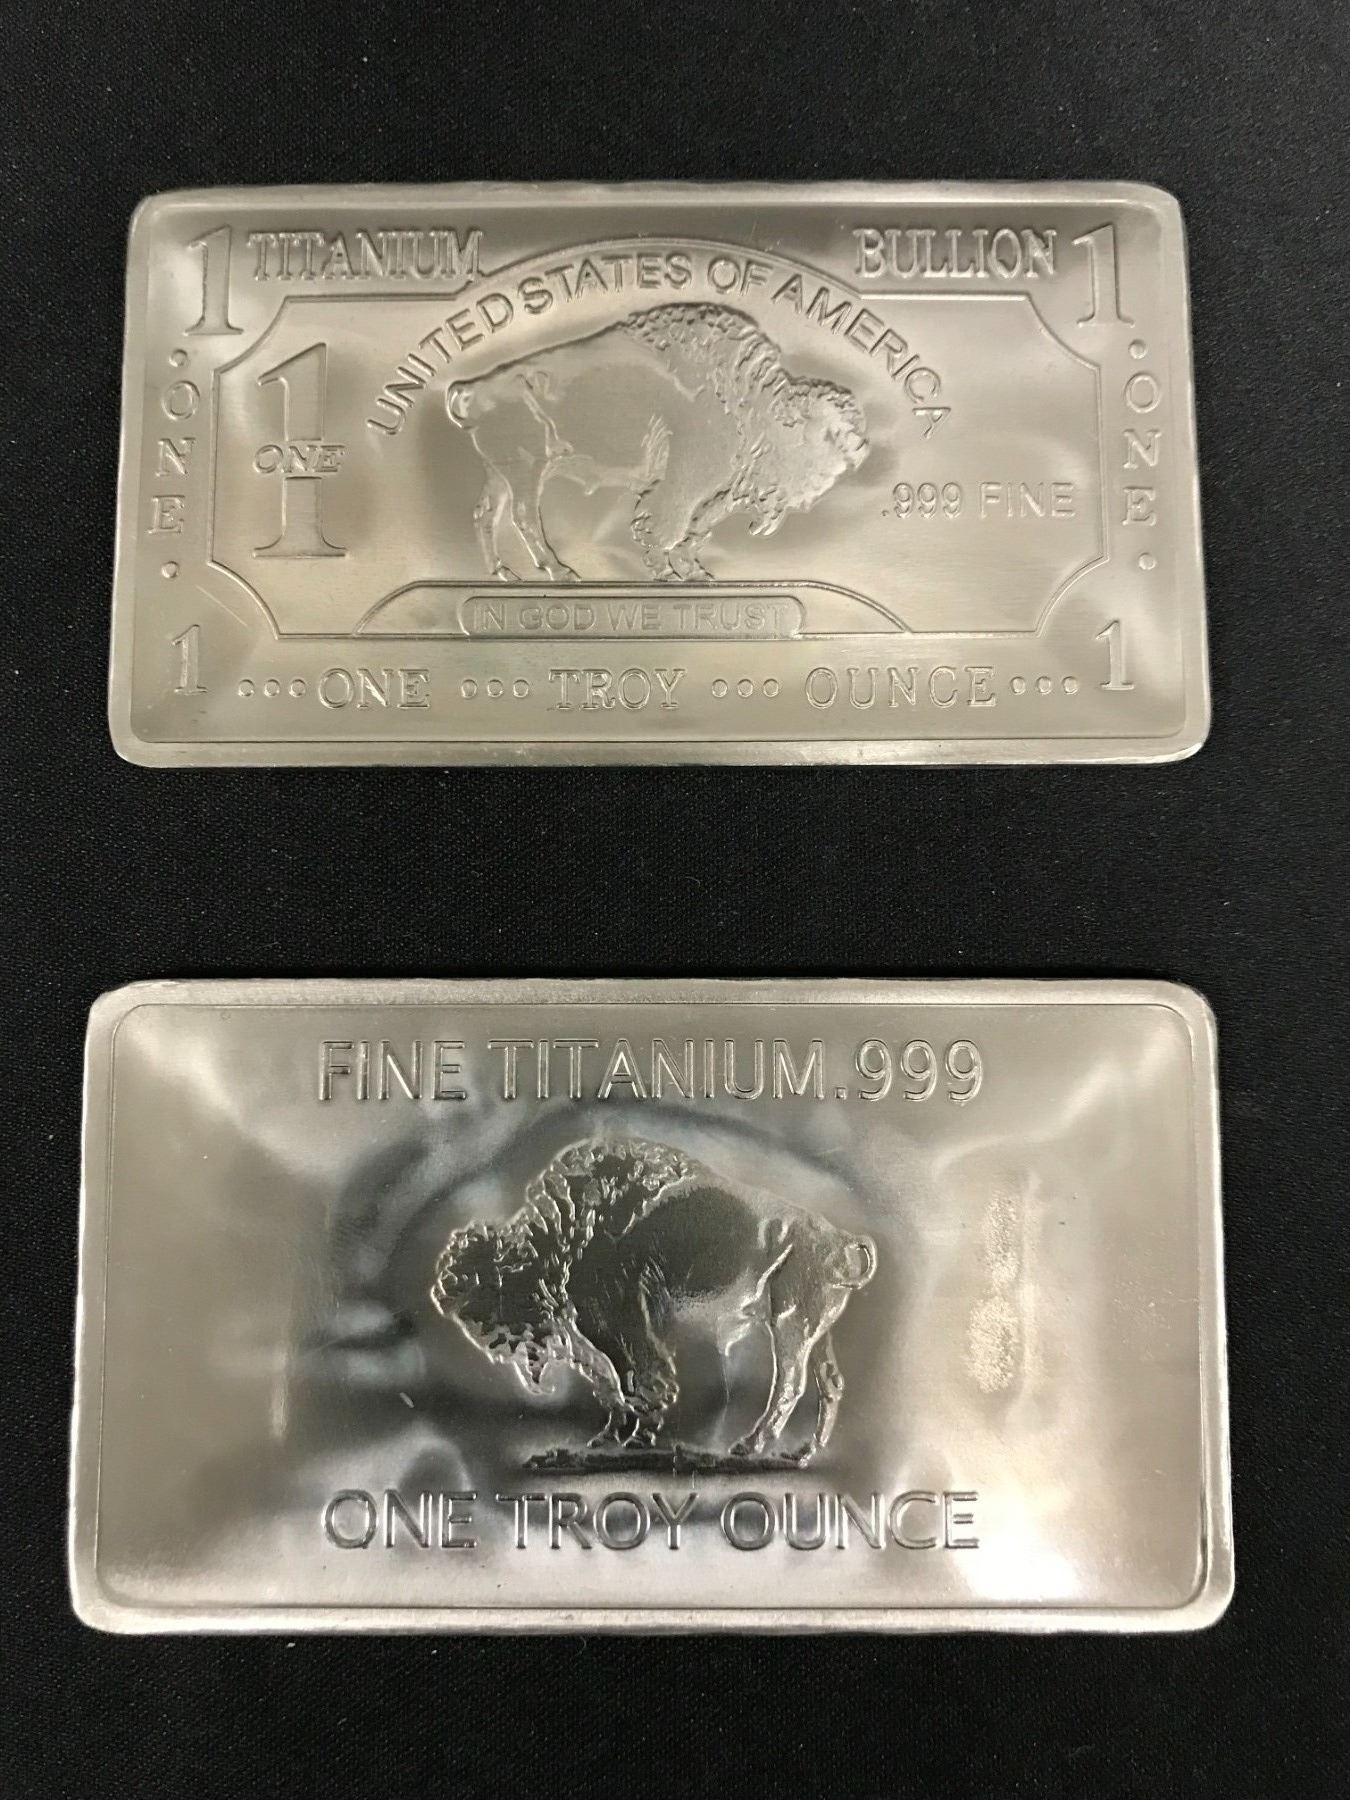 1 TITANIUM BULLION 1
UNITED STATES OF AMERICA
• ONE •
1
ONE
.999 FINE
• ONE •
IN GOD WE TRUST
1 •••ONE ••• TROY ••• OUNCE••• 1
FINE TITANIUM.999
ONE TROY OUNCE